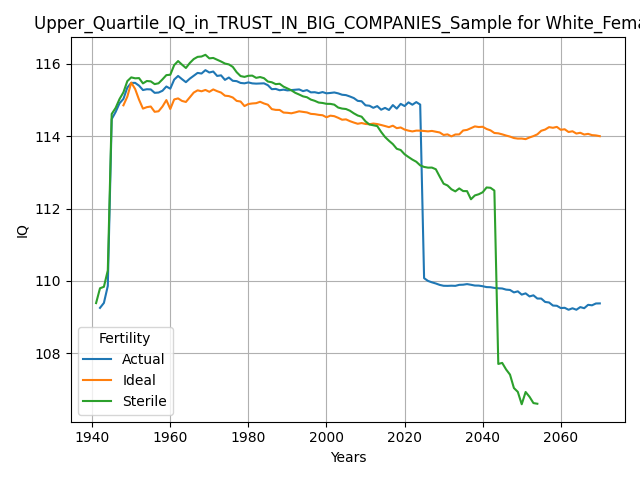 Upper_Quartile_IQ_in_TRUST_IN_BIG_COMPANIES_Sample for White_Fema
116
114
112
110
108
IQ
Fertility
Actual
Ideal
Sterile
1940 1960 1980 2000 2020 2040 2060
Years